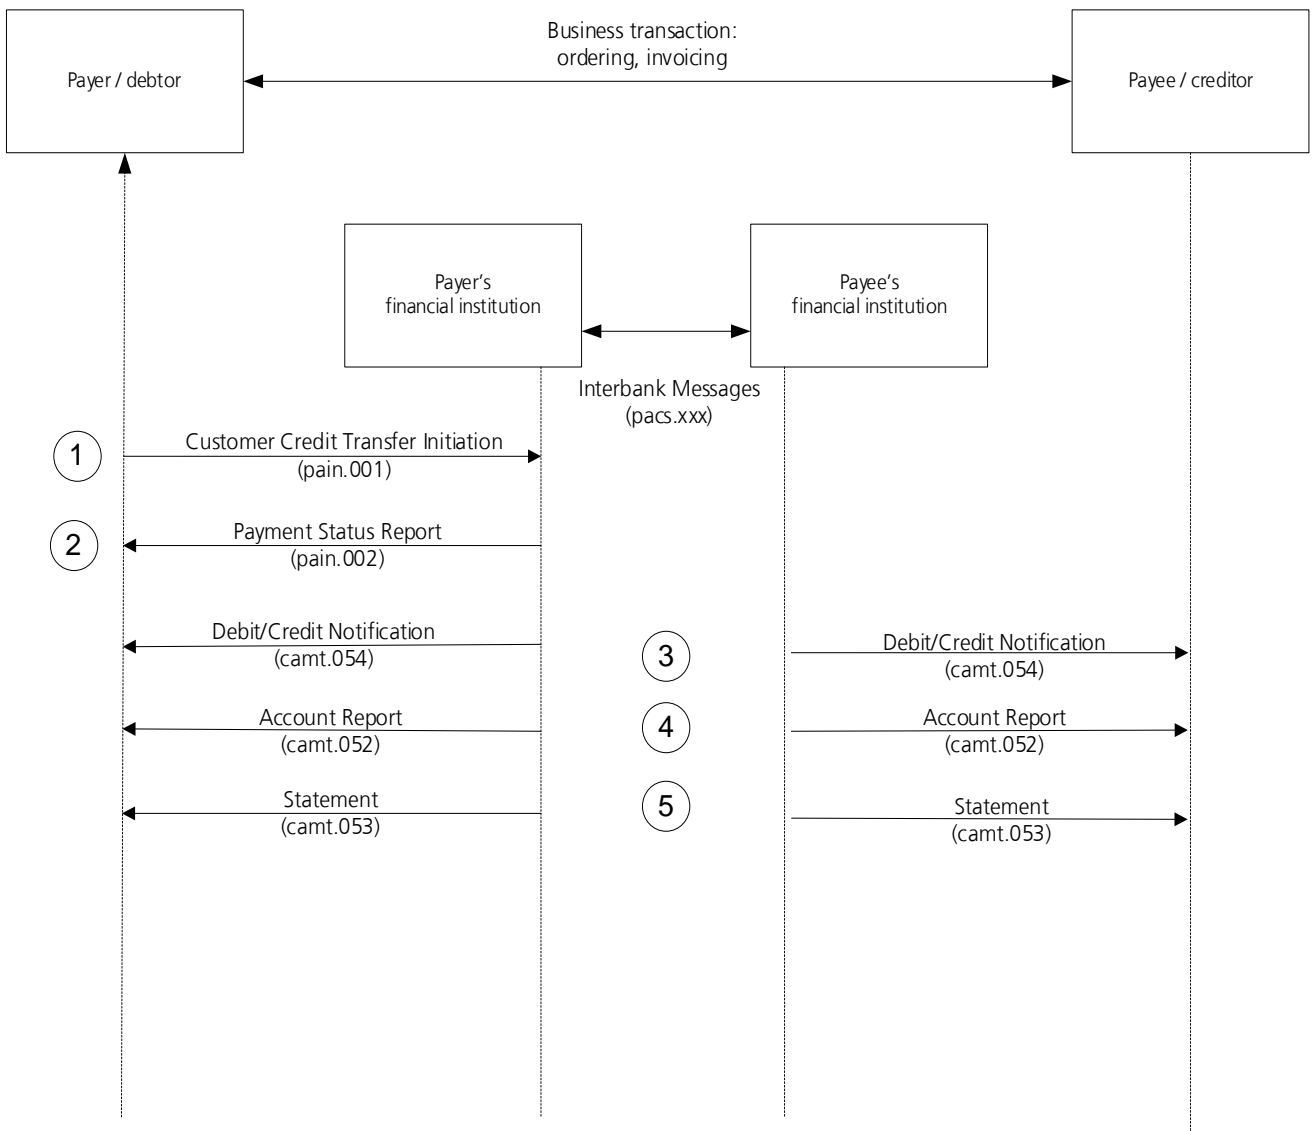 Business transaction:
ordering, invoicing
Payer / debtor
Payee / creditor
Payer's
financial institution
Payee's
financial institution
Interbank Messages
(pacs.xxx)
1
Customer Credit Transfer Initiation
(pain.001)
2
Payment Status Report
(pain.002)
Debit/Credit Notification
(camt.054)
3
Debit/Credit Notification
(camt.054)
Account Report
(camt.052)
4
Account Report
(camt.052)
Statement
(camt.053)
5
Statement
(camt.053)